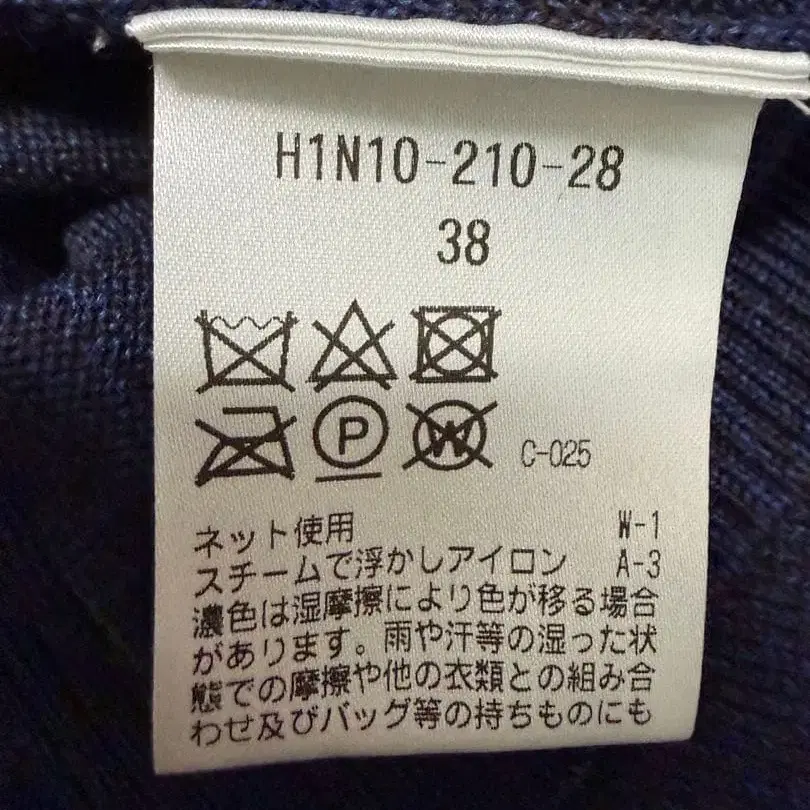 H1N10-210-28
38
P W C-025
ネット使用 W-1
スチームで浮かしアイロン A-3
濃色は湿摩擦により色が移る場合
があります。雨や汗等の湿った状
態での摩擦や他の衣類との組み合
わせ及びバッグ等の持ちものにも